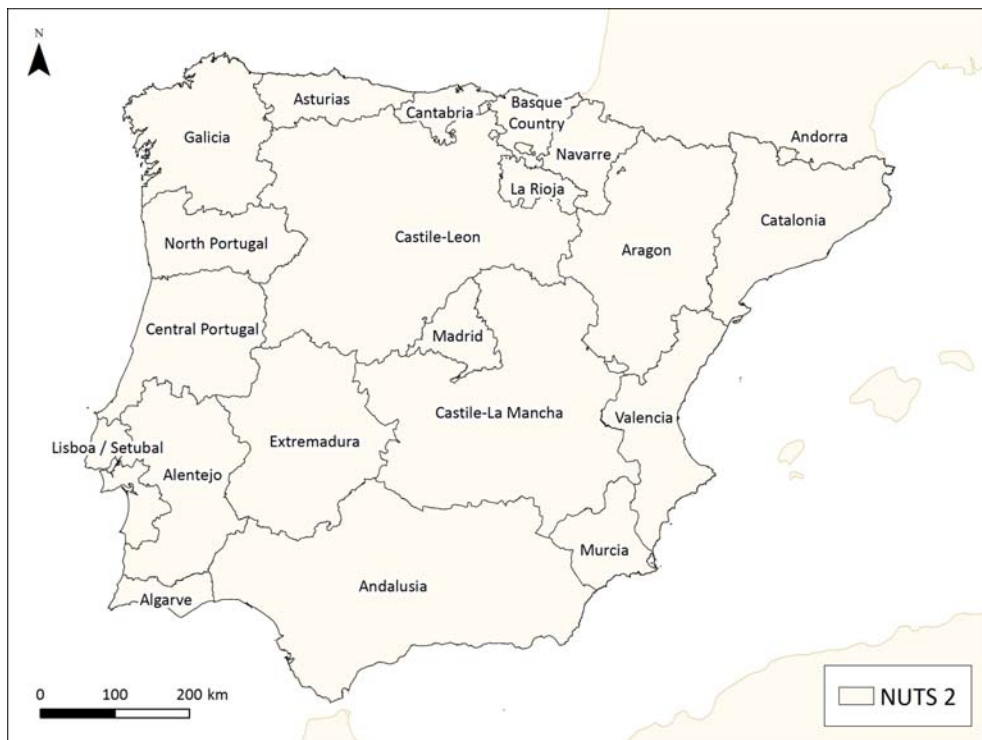 N
Asturias
Cantabria
Basque
Country
Galicia
Andorra
Navarre
La Rioja
Catalonia
North Portugal
Castile-Leon
Aragon
Central Portugal
Madrid
Castile-La Mancha
Valencia
Lisboa / Setubal
Extremadura
Alentejo
Murcia
Andalusia
Algarve
0 100 200 km
NUTS 2